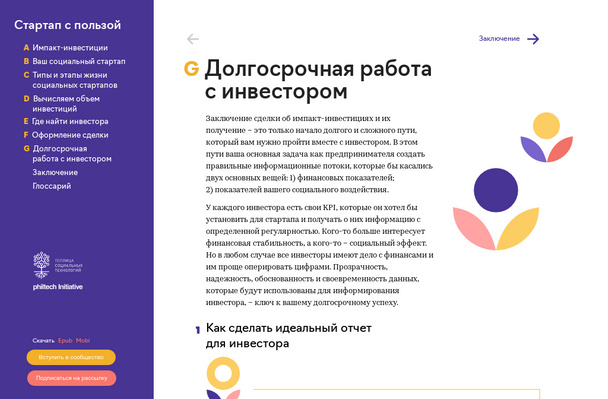 Стартап с пользой
A Импакт-инвестиции
B Ваш социальный стартап
C Типы и этапы жизни
социальных стартапов
D Вычисляем объем
инвестиций
E Где найти инвестора
F Оформление сделки
G Долгосрочная
работа с инвестором
Заключение
Глоссарий
ТЕПЛИЦА
СОЦИАЛЬНЫХ
ТЕХНОЛОГИЙ
philtech Initiative
Скачать Epub Mobi
Вступить в сообщество
Подписаться на рассылку
Заключение
G Долгосрочная работа
с инвестором
Заключение сделки об импакт-инвестициях и их
получение – это только начало долгого и сложного пути,
который вам нужно пройти вместе с инвестором. В этом
пути ваша основная задача как предпринимателя создать
правильные информационные потоки, которые бы касались
двух основных вещей: 1) финансовых показателей;
2) показателей вашего социального воздействия.
У каждого инвестора есть свои KPI, которые он хотел бы
установить для стартапа и получать о них информацию с
определенной регулярностью. Кого-то больше интересует
финансовая стабильность, а кого-то – социальный эффект.
Но в любом случае все инвесторы имеют дело с финансами и
им проще оперировать цифрами. Прозрачность,
надежность, обоснованность и своевременность данных,
которые будут использованы для информирования
инвестора, – ключ к вашему долгосрочному успеху.
1 Как сделать идеальный отчет
для инвестора